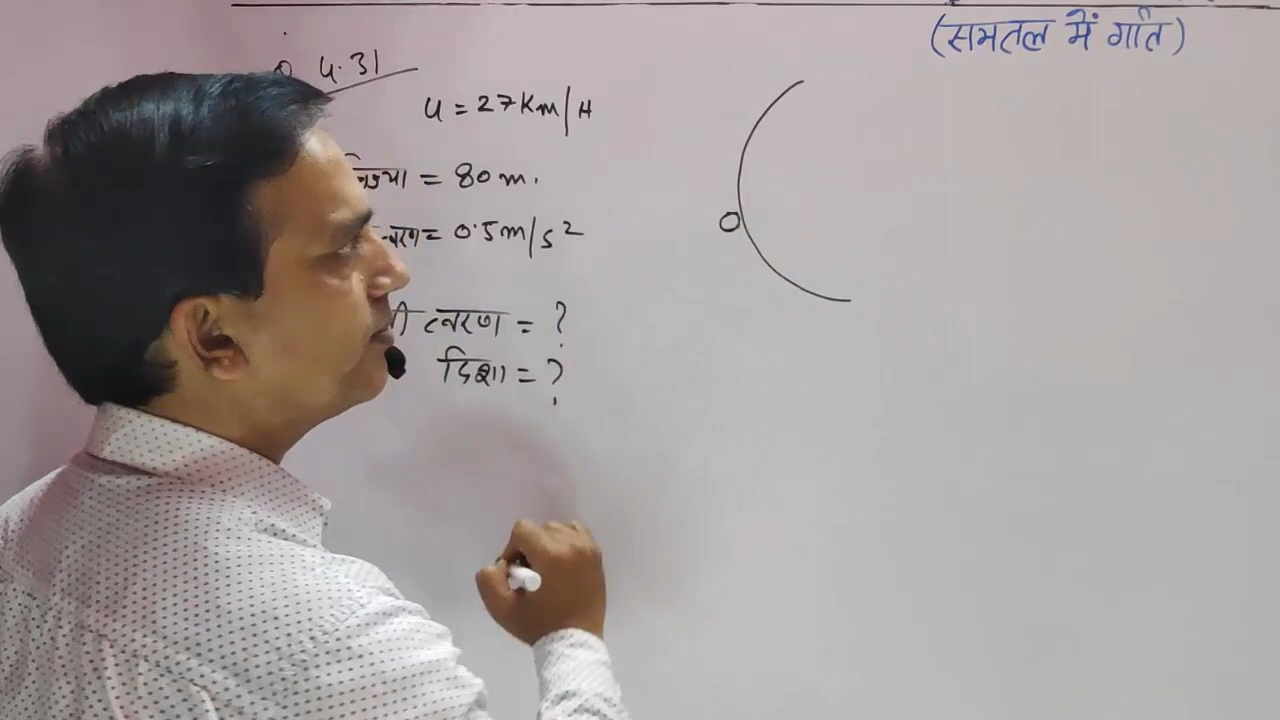 (समतल में गति)
4.31
u = 27 Km/H
त्रिज्या = 80 m.
= 0.5 m/s²
त्वरण = ?
दिशा = ?
O